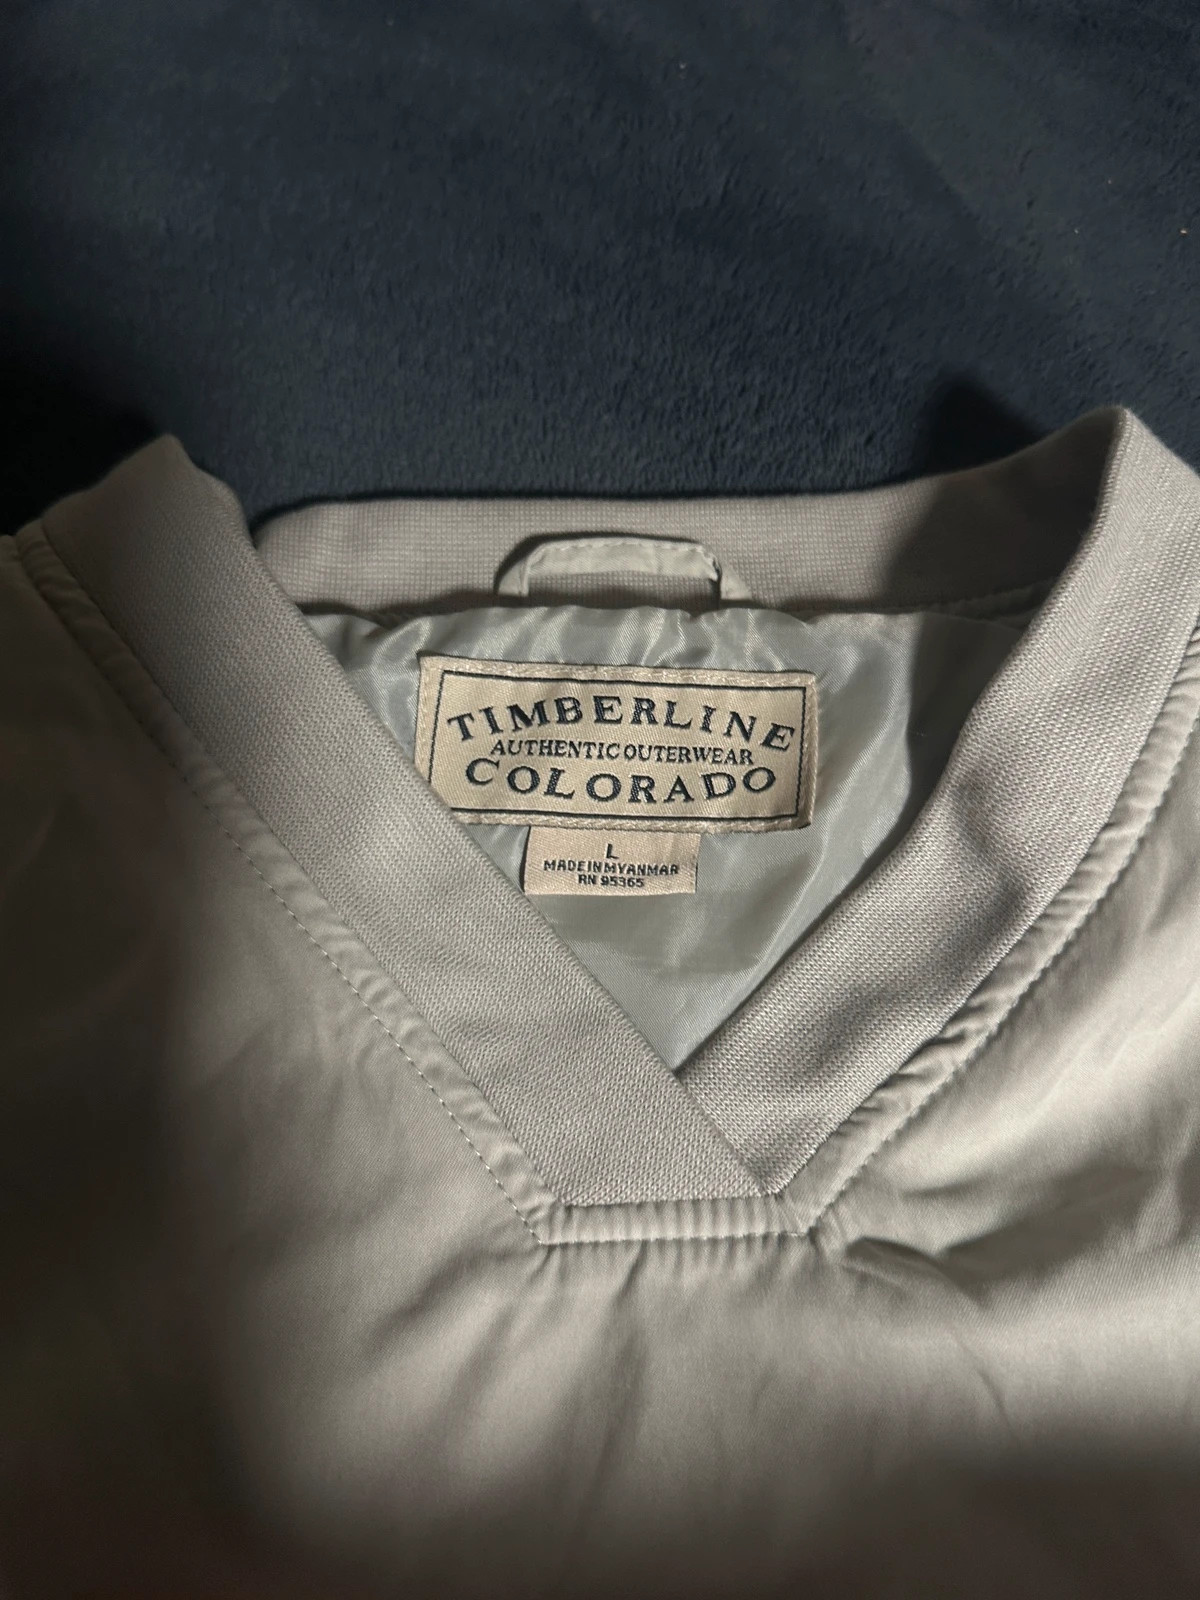 TIMBERLINE
AUTHENTIC OUTERWEAR
COLORADO
L
MADE IN MYANMAR
RN 95365